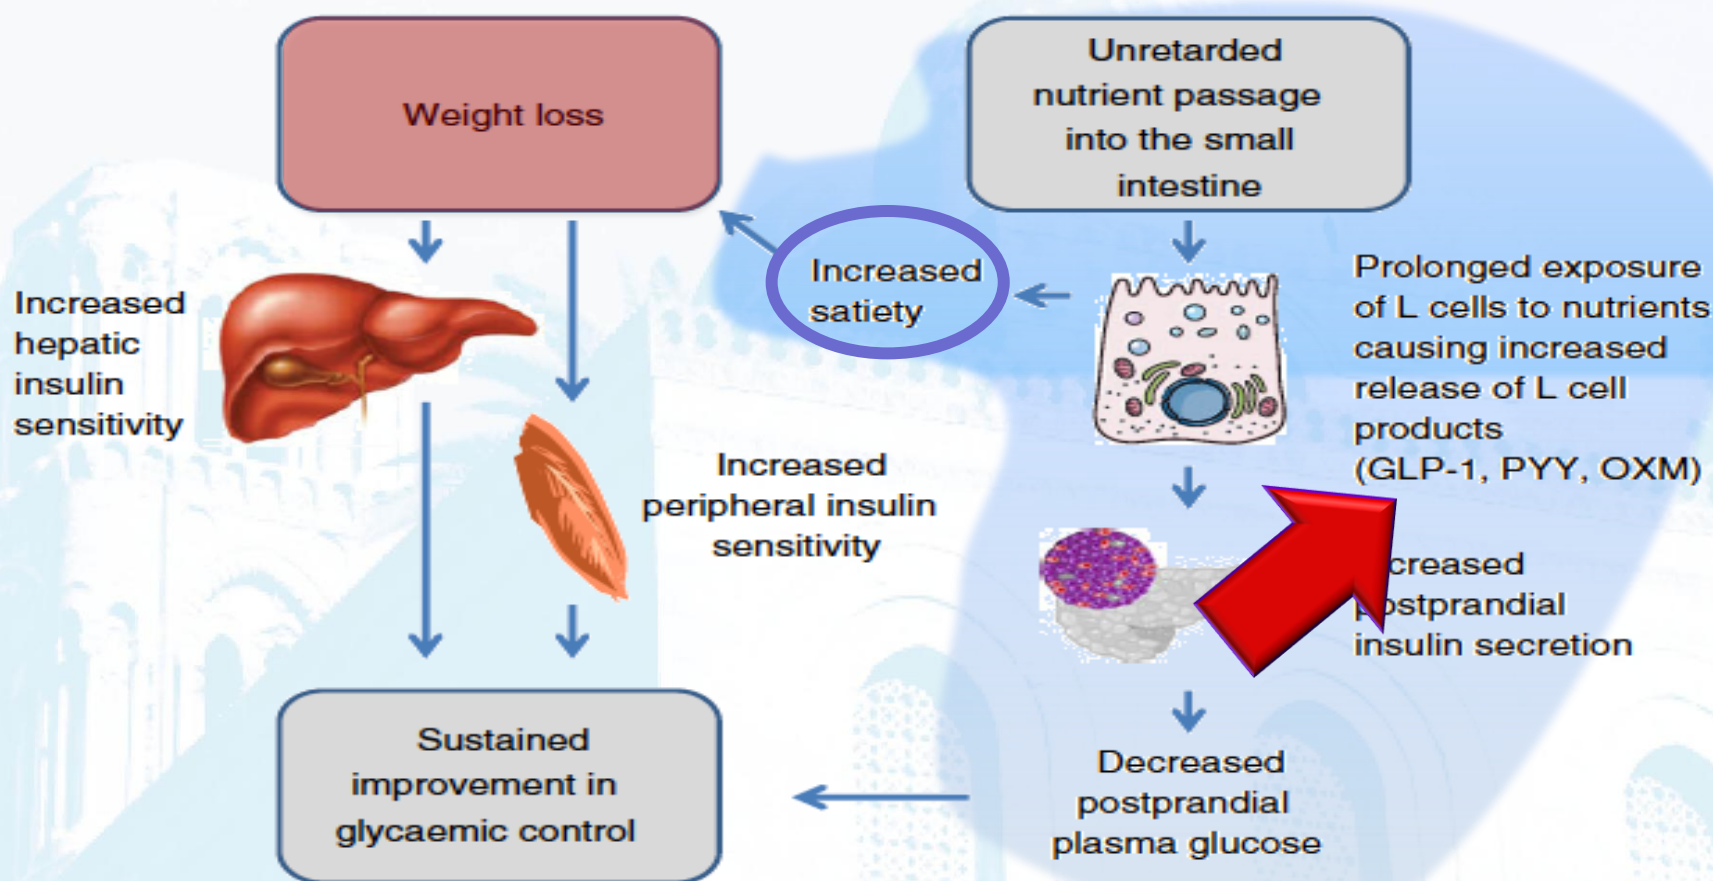 Weight loss
Unretarded
nutrient passage
into the small
intestine
Increased
satiety
Increased
hepatic
insulin
sensitivity
Prolonged exposure
of L cells to nutrients
causing increased
release of L cell
products
(GLP-1, PYY, OXM)
Increased
peripheral insulin
sensitivity
creased
postprandial
insulin secretion
Sustained
improvement in
glycaemic control
Decreased
postprandial
plasma glucose